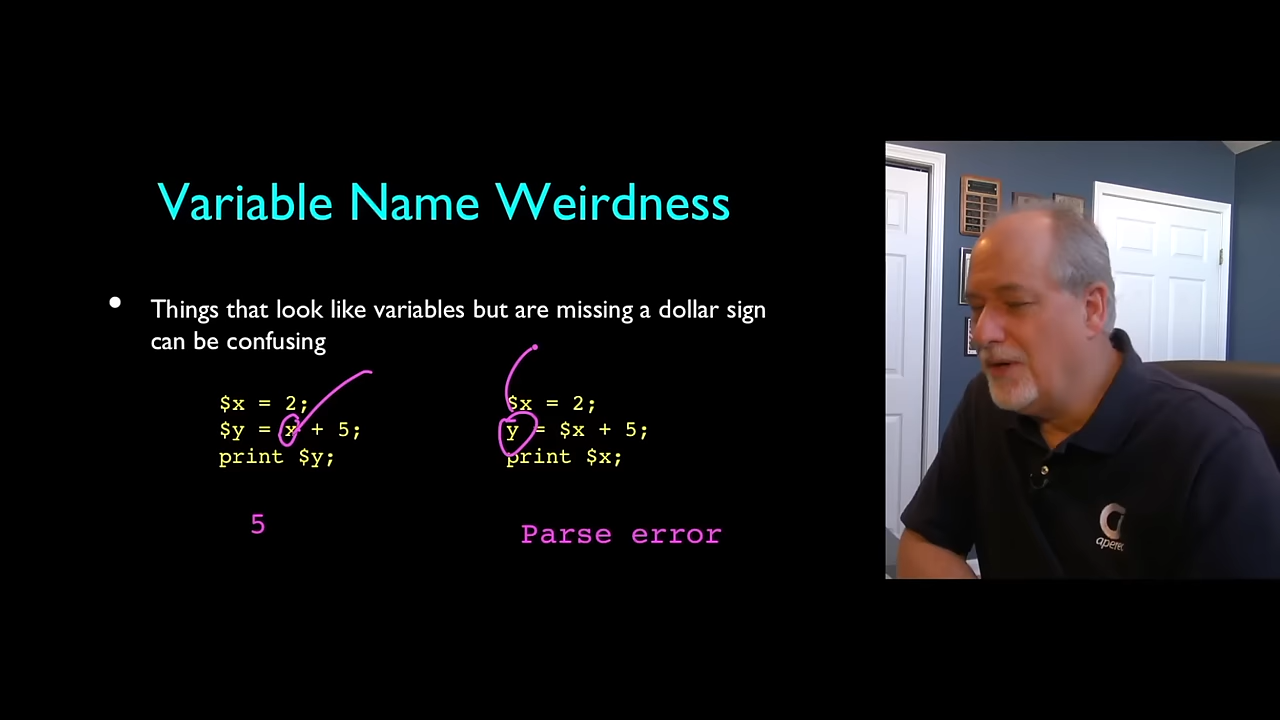 Variable Name Weirdness
• Things that look like variables but are missing a dollar sign
can be confusing
$x = 2;
$y = x + 5;
print $y;
5
$x = 2;
y = $x + 5;
print $x;
Parse error
apereo